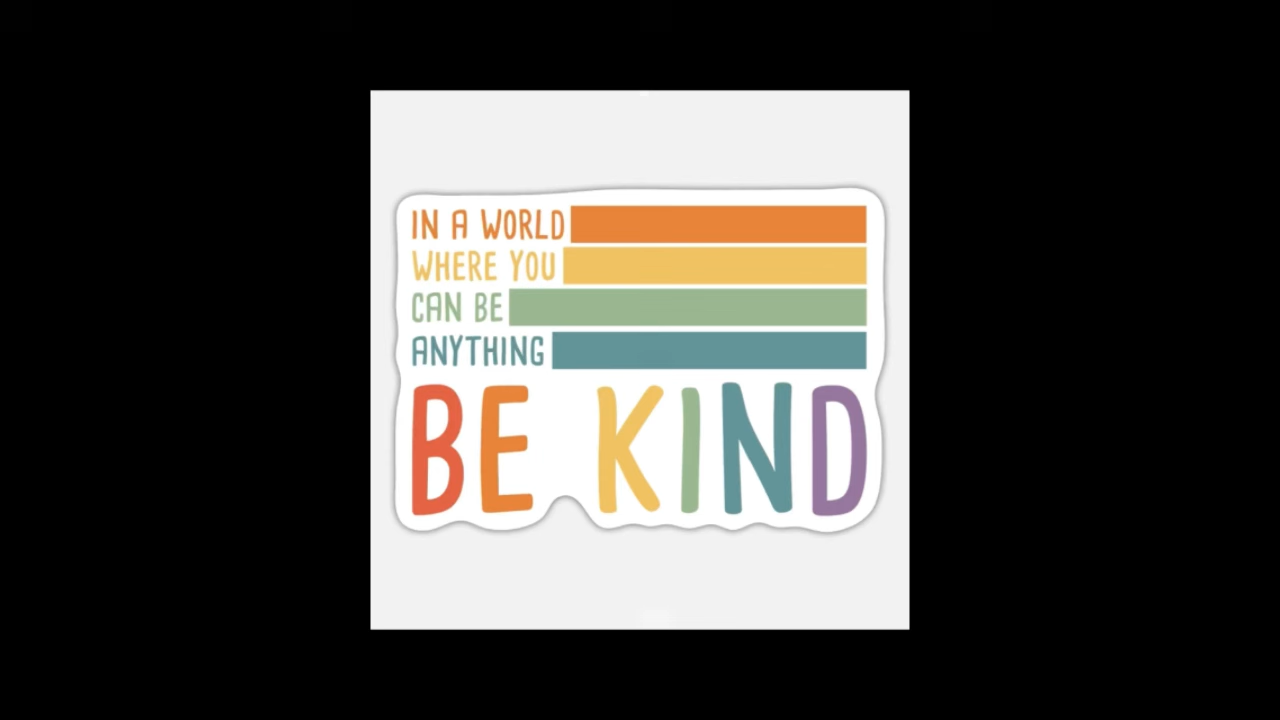 IN A WORLD
WHERE YOU
CAN BE
ANYTHING
BE KIND